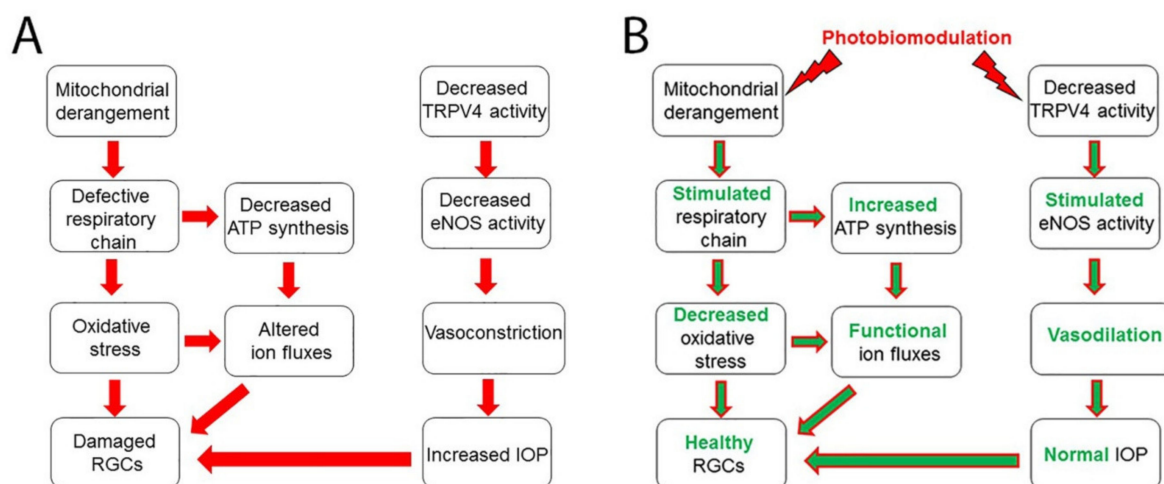 A
Mitochondrial
derangement
Decreased
TRPV4 activity
Defective
respiratory
chain
Decreased
ATP synthesis
Decreased
eNOS activity
Oxidative
stress
Altered
ion fluxes
Vasoconstriction
Damaged
RGCs
Increased IOP
B
Photobiomodulation
Mitochondrial
derangement
Decreased
TRPV4 activity
Stimulated
respiratory
chain
Increased
ATP synthesis
Stimulated
eNOS activity
Decreased
oxidative
stress
Functional
ion fluxes
Vasodilation
Healthy
RGCs
Normal IOP